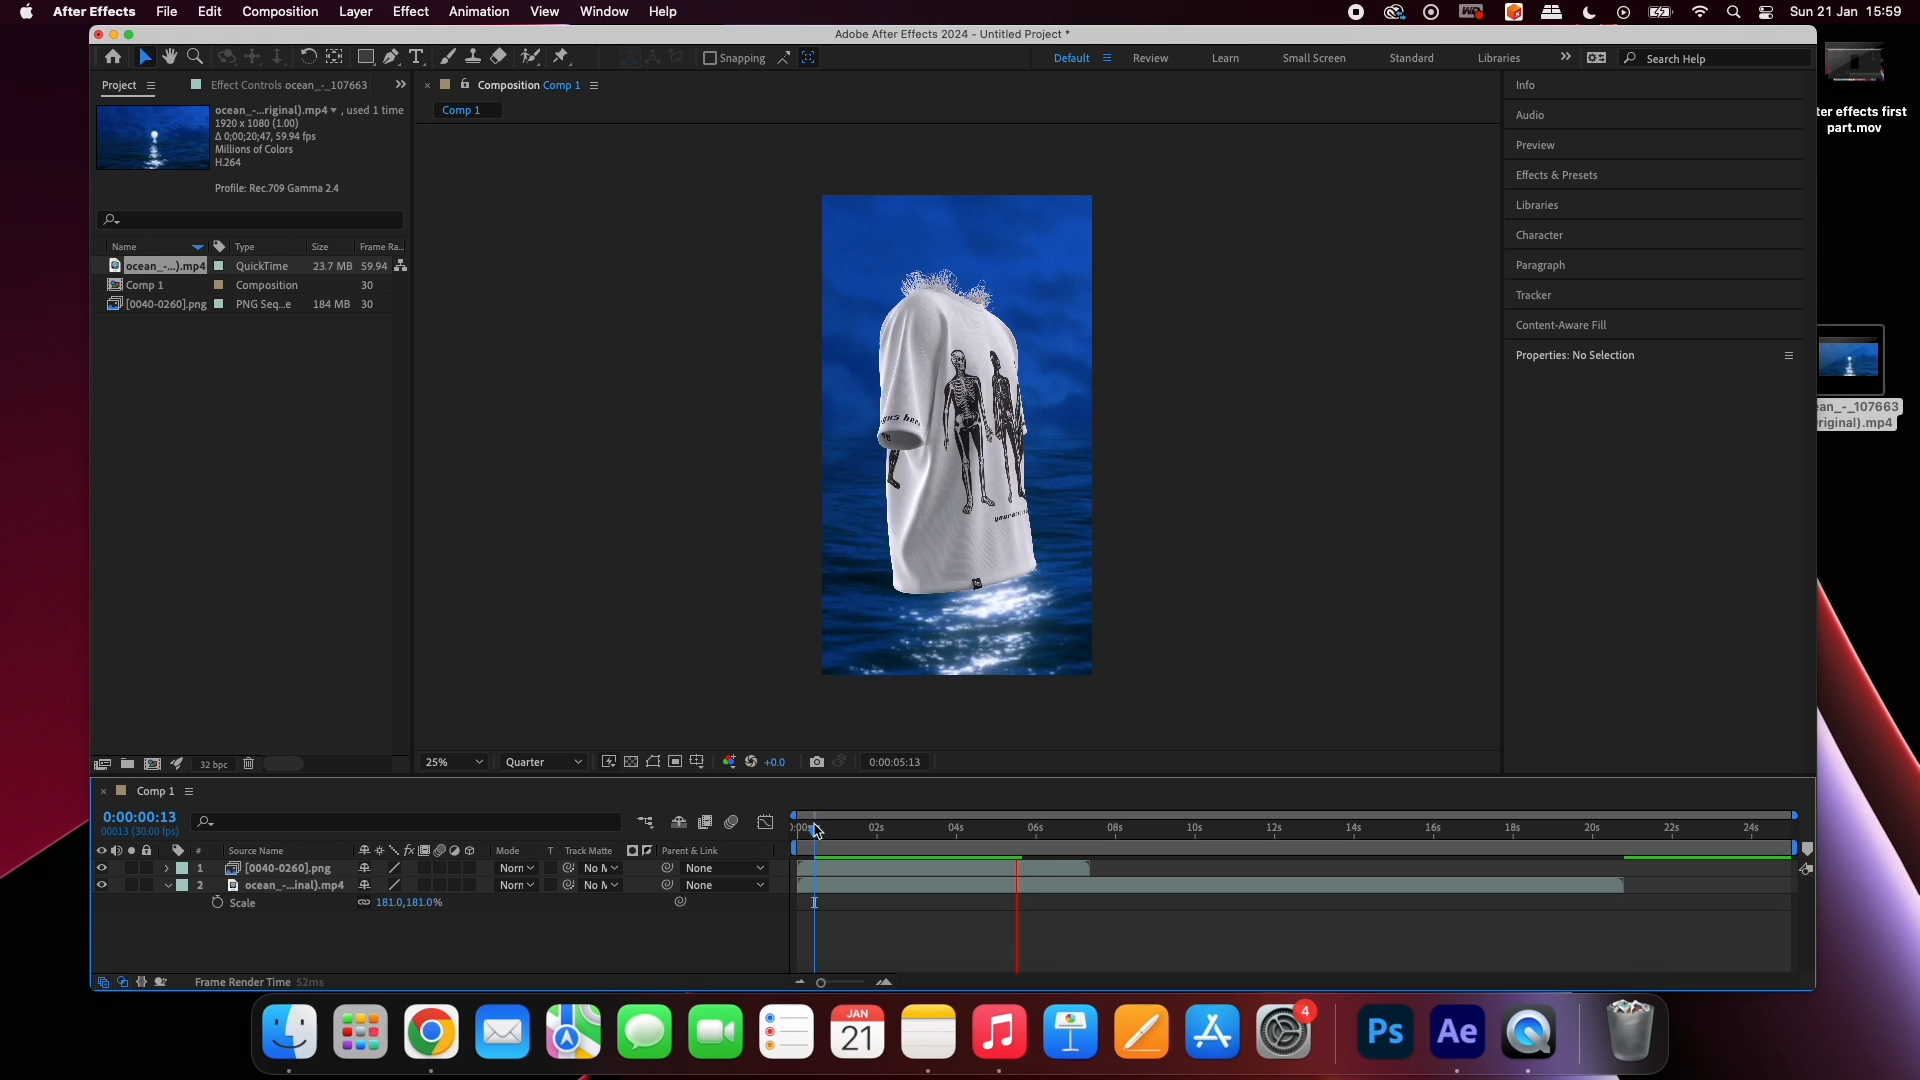 After Effects File Edit Composition Layer Effect Animation View Window Help
Sun 21 Jan 15:59
Adobe After Effects 2024 - Untitled Project *
Snapping
Default Review Learn Small Screen Standard Libraries
Search Help
Project
Effect Controls ocean_-_107663
Composition Comp 1
Comp 1
ocean_-...riginal).mp4 , used 1 time
1920 x 1080 (1.00)
Δ 0;00;20;47, 59.94 fps
Millions of Colors
H.264
Profile: Rec.709 Gamma 2.4
Name Type Size Frame Ra...
ocean_-...).mp4 QuickTime 23.7 MB 59.94
Comp 1 Composition 30
[0040-0260].png PNG Seq...e 184 MB 30
Info
Audio
Preview
Effects & Presets
Libraries
Character
Paragraph
Tracker
Content-Aware Fill
Properties: No Selection
ter effects first
part.mov
ean_-_107663
riginal).mp4
32 bpc
25% Quarter +0.0 0:00:05:13
Comp 1
0:00:00:13
00013 (30.00 fps)
02s 04s 06s 08s 10s 12s 14s 16s 18s 20s 22s 24s
# Source Name fx Mode T Track Matte Parent & Link
1 [0040-0260].png Norn No M None
2 ocean_-...inal).mp4 Norn No M None
Scale 181.0,181.0%
Frame Render Time 52ms
JAN
21
4
Ps
Ae